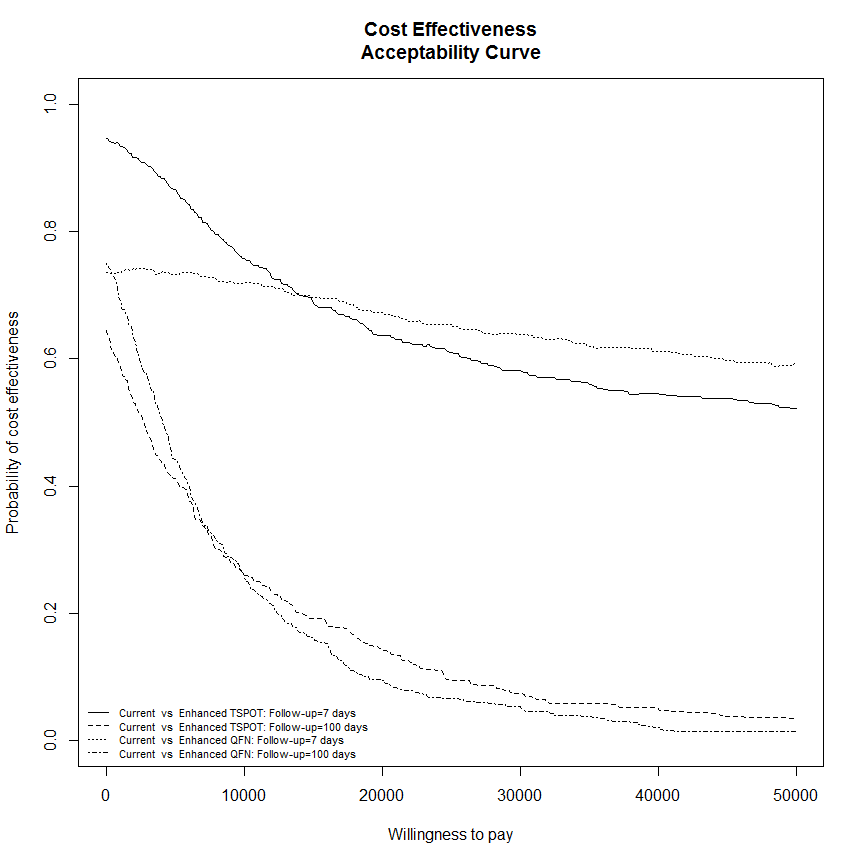 Cost Effectiveness
Acceptability Curve
Probability of cost effectiveness
1.0
0.8
0.6
0.4
0.2
0.0
Current vs Enhanced TSPOT: Follow-up=7 days
Current vs Enhanced TSPOT: Follow-up=100 days
Current vs Enhanced QFN: Follow-up=7 days
Current vs Enhanced QFN: Follow-up=100 days
0 10000 20000 30000 40000 50000
Willingness to pay